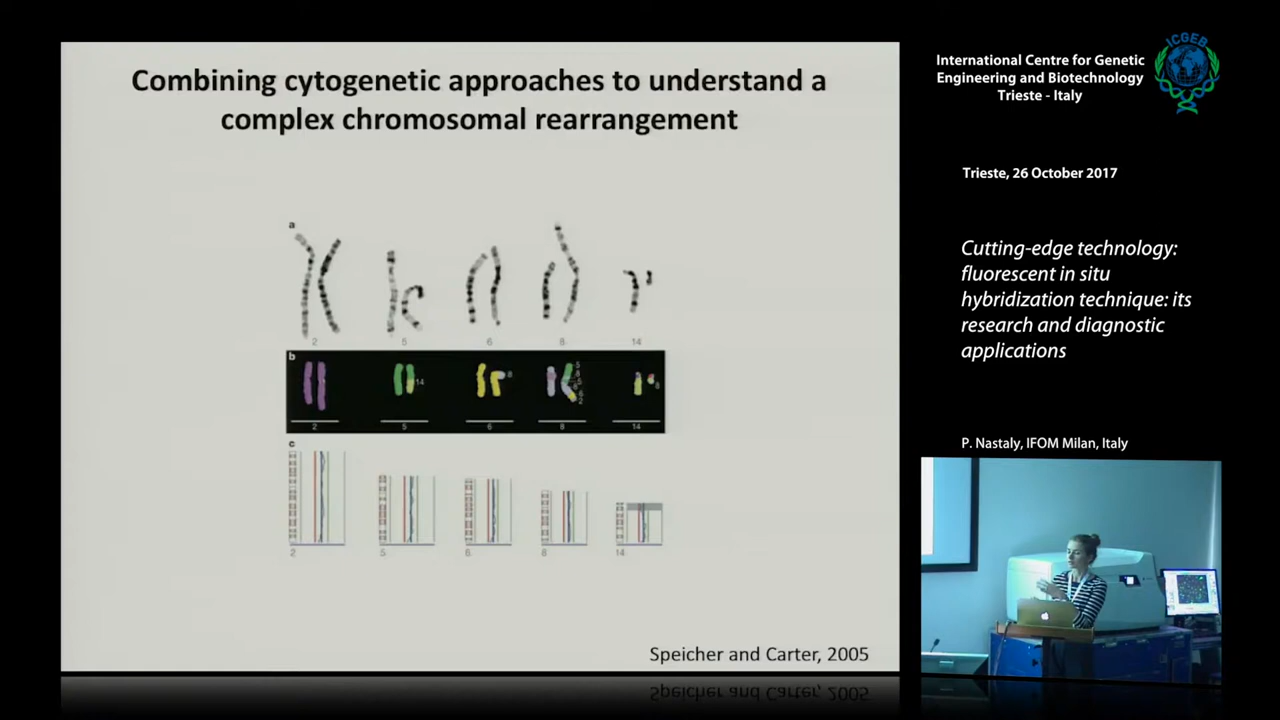 Combining cytogenetic approaches to understand a
complex chromosomal rearrangement
a
2 5 6 8 14
b
14 8
2 5 6 8 14
c
2 5 6 8 14
Speicher and Carter, 2005
International Centre for Genetic
Engineering and Biotechnology
Trieste - Italy
ICGEB
Trieste, 26 October 2017
Cutting-edge technology:
fluorescent in situ
hybridization technique: its
research and diagnostic
applications
P. Nastaly, IFOM Milan, Italy